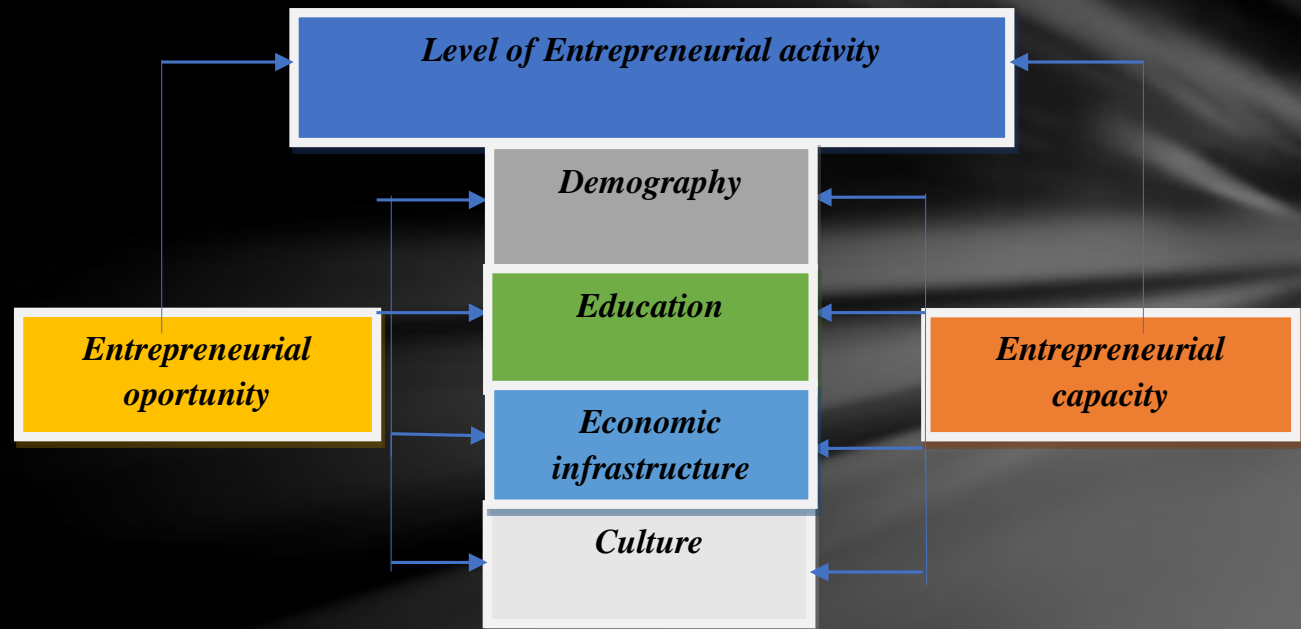 Level of Entrepreneurial activity
Demography
Education
Entrepreneurial
oportunity
Entrepreneurial
capacity
Economic
infrastructure
Culture